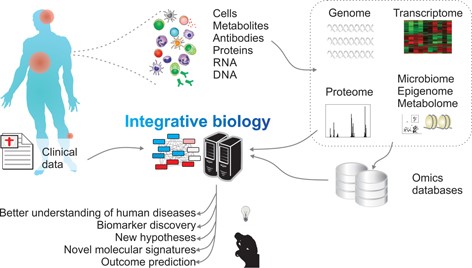 Cells
Metabolites
Antibodies
Proteins
RNA
DNA
Genome
Transcriptome
Proteome
Microbiome
Epigenome
Metabolome
Integrative biology
Clinical
data
Omics
databases
Better understanding of human diseases
Biomarker discovery
New hypotheses
Novel molecular signatures
Outcome prediction